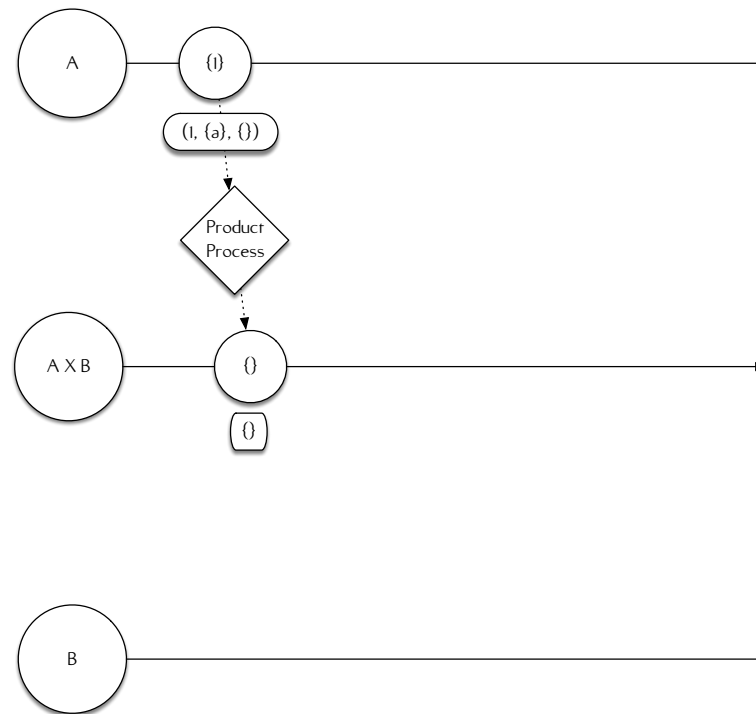 A
{1}
(1, {a}, {})
Product
Process
A X B
{}
{}
B